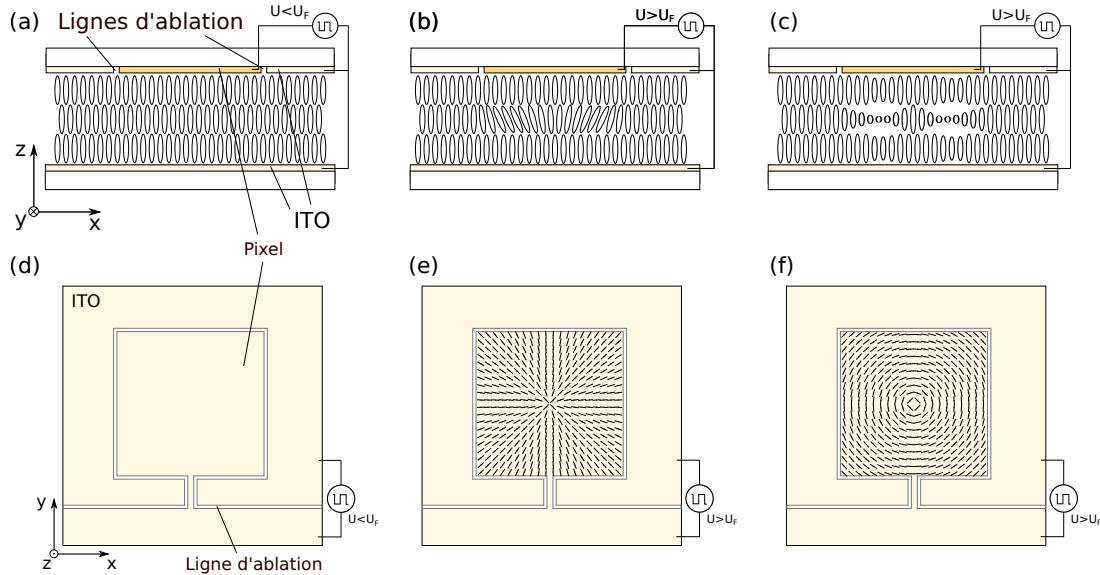 (a)
Lignes d'ablation
U<U_F
(b)
U>U_F
(c)
U>U_F
z
y
x
ITO
Pixel
(d)
ITO
U<U_F
y
z
x
Ligne d'ablation
(e)
U>U_F
(f)
U>U_F